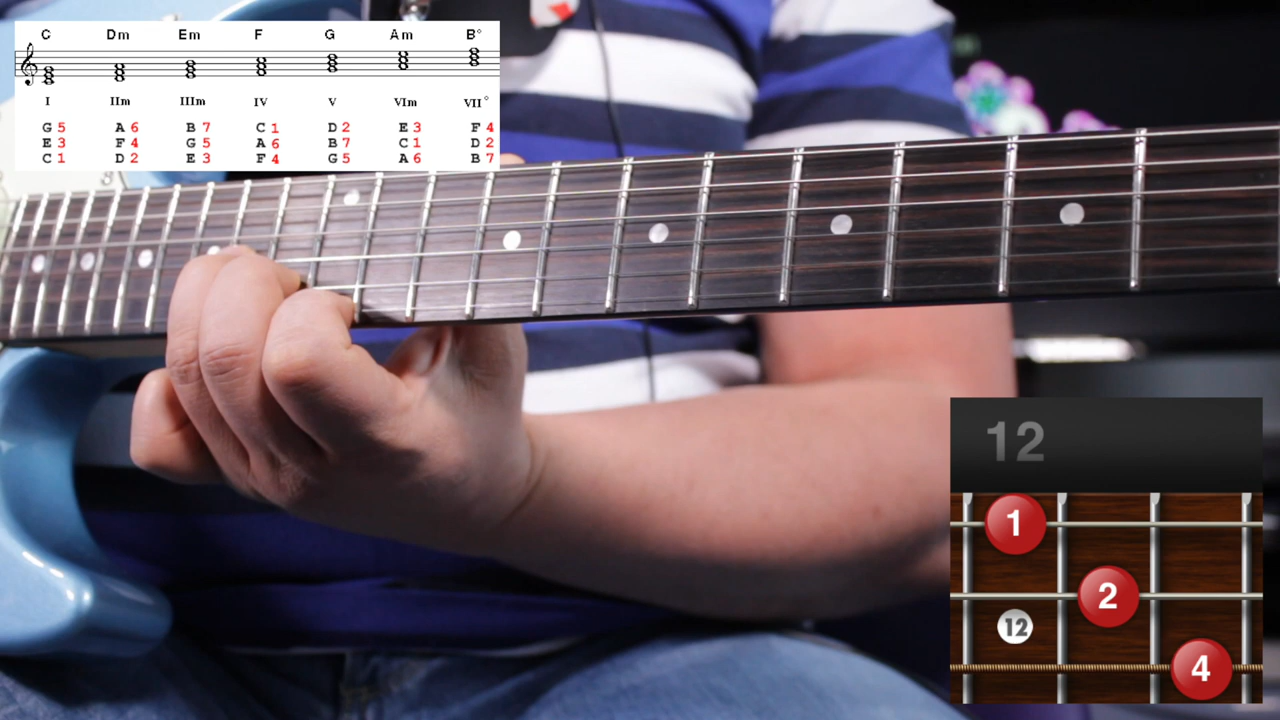 C Dm Em F G Am B°
I IIm IIIm IV V VIm VII°
G 5 A 6 B 7 C 1 D 2 E 3 F 4
E 3 F 4 G 5 A 6 B 7 C 1 D 2
C 1 D 2 E 3 F 4 G 5 A 6 B 7
12
1
2
12
4